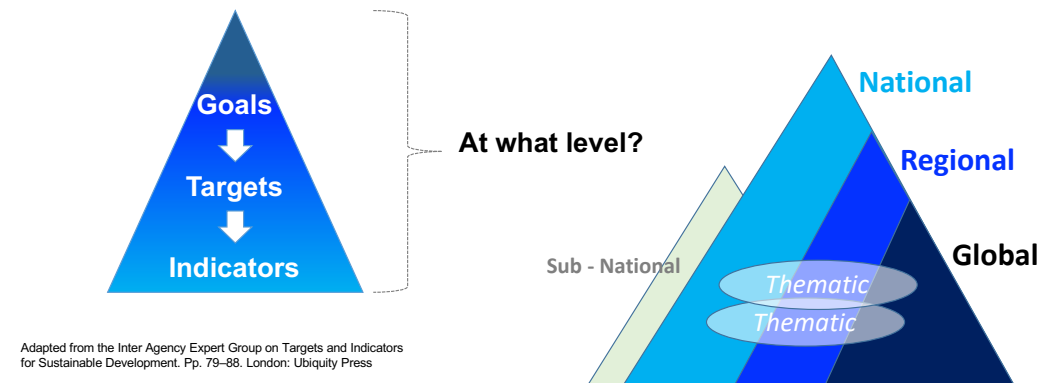 Goals
Targets
Indicators
At what level?
National
Regional
Global
Sub - National
Thematic
Thematic
Adapted from the Inter Agency Expert Group on Targets and Indicators
for Sustainable Development. Pp. 79–88. London: Ubiquity Press